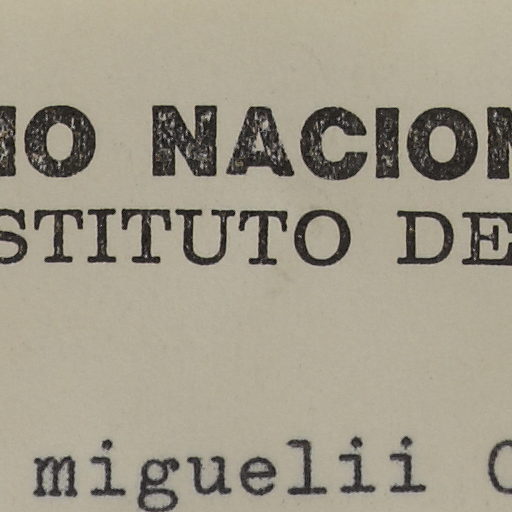 IO NACION
STITUTO DE
miguelii C